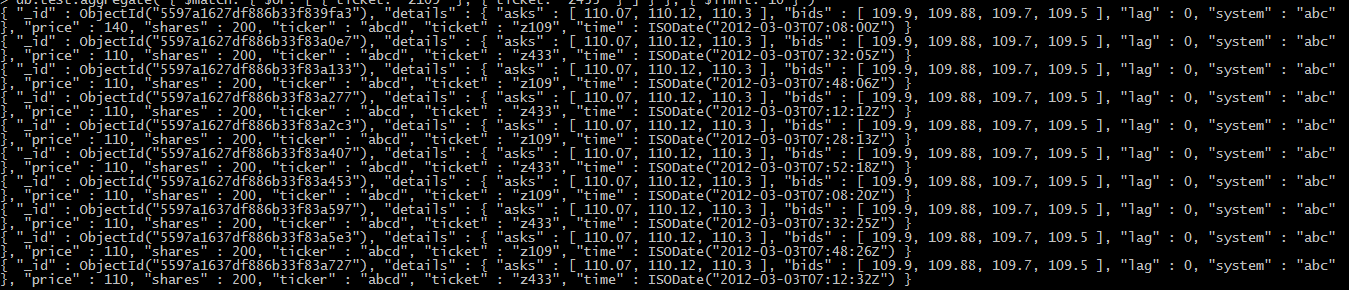 > db.test.aggregate( { $match: { $or: [ { ticket: "z109" }, { ticket: "z433" } ] } }, { $limit: 10 } )
{ "_id" : ObjectId("5597a1627df886b33f839fa3"), "details" : { "asks" : [ 110.07, 110.12, 110.3 ], "bids" : [ 109.9, 109.88, 109.7, 109.5 ], "lag" : 0, "system" : "abc"
}, "price" : 140, "shares" : 200, "ticker" : "abcd", "ticket" : "z109", "time" : ISODate("2012-03-03T07:08:00Z") }
{ "_id" : ObjectId("5597a1627df886b33f83a0e7"), "details" : { "asks" : [ 110.07, 110.12, 110.3 ], "bids" : [ 109.9, 109.88, 109.7, 109.5 ], "lag" : 0, "system" : "abc"
}, "price" : 110, "shares" : 200, "ticker" : "abcd", "ticket" : "z433", "time" : ISODate("2012-03-03T07:32:05Z") }
{ "_id" : ObjectId("5597a1627df886b33f83a133"), "details" : { "asks" : [ 110.07, 110.12, 110.3 ], "bids" : [ 109.9, 109.88, 109.7, 109.5 ], "lag" : 0, "system" : "abc"
}, "price" : 110, "shares" : 200, "ticker" : "abcd", "ticket" : "z109", "time" : ISODate("2012-03-03T07:48:06Z") }
{ "_id" : ObjectId("5597a1627df886b33f83a277"), "details" : { "asks" : [ 110.07, 110.12, 110.3 ], "bids" : [ 109.9, 109.88, 109.7, 109.5 ], "lag" : 0, "system" : "abc"
}, "price" : 110, "shares" : 200, "ticker" : "abcd", "ticket" : "z433", "time" : ISODate("2012-03-03T07:12:12Z") }
{ "_id" : ObjectId("5597a1627df886b33f83a2c3"), "details" : { "asks" : [ 110.07, 110.12, 110.3 ], "bids" : [ 109.9, 109.88, 109.7, 109.5 ], "lag" : 0, "system" : "abc"
}, "price" : 110, "shares" : 200, "ticker" : "abcd", "ticket" : "z109", "time" : ISODate("2012-03-03T07:28:13Z") }
{ "_id" : ObjectId("5597a1627df886b33f83a407"), "details" : { "asks" : [ 110.07, 110.12, 110.3 ], "bids" : [ 109.9, 109.88, 109.7, 109.5 ], "lag" : 0, "system" : "abc"
}, "price" : 110, "shares" : 200, "ticker" : "abcd", "ticket" : "z433", "time" : ISODate("2012-03-03T07:52:18Z") }
{ "_id" : ObjectId("5597a1627df886b33f83a453"), "details" : { "asks" : [ 110.07, 110.12, 110.3 ], "bids" : [ 109.9, 109.88, 109.7, 109.5 ], "lag" : 0, "system" : "abc"
}, "price" : 110, "shares" : 200, "ticker" : "abcd", "ticket" : "z109", "time" : ISODate("2012-03-03T07:08:20Z") }
{ "_id" : ObjectId("5597a1637df886b33f83a597"), "details" : { "asks" : [ 110.07, 110.12, 110.3 ], "bids" : [ 109.9, 109.88, 109.7, 109.5 ], "lag" : 0, "system" : "abc"
}, "price" : 110, "shares" : 200, "ticker" : "abcd", "ticket" : "z433", "time" : ISODate("2012-03-03T07:32:25Z") }
{ "_id" : ObjectId("5597a1637df886b33f83a5e3"), "details" : { "asks" : [ 110.07, 110.12, 110.3 ], "bids" : [ 109.9, 109.88, 109.7, 109.5 ], "lag" : 0, "system" : "abc"
}, "price" : 110, "shares" : 200, "ticker" : "abcd", "ticket" : "z109", "time" : ISODate("2012-03-03T07:48:26Z") }
{ "_id" : ObjectId("5597a1637df886b33f83a727"), "details" : { "asks" : [ 110.07, 110.12, 110.3 ], "bids" : [ 109.9, 109.88, 109.7, 109.5 ], "lag" : 0, "system" : "abc"
}, "price" : 110, "shares" : 200, "ticker" : "abcd", "ticket" : "z433", "time" : ISODate("2012-03-03T07:12:32Z") }